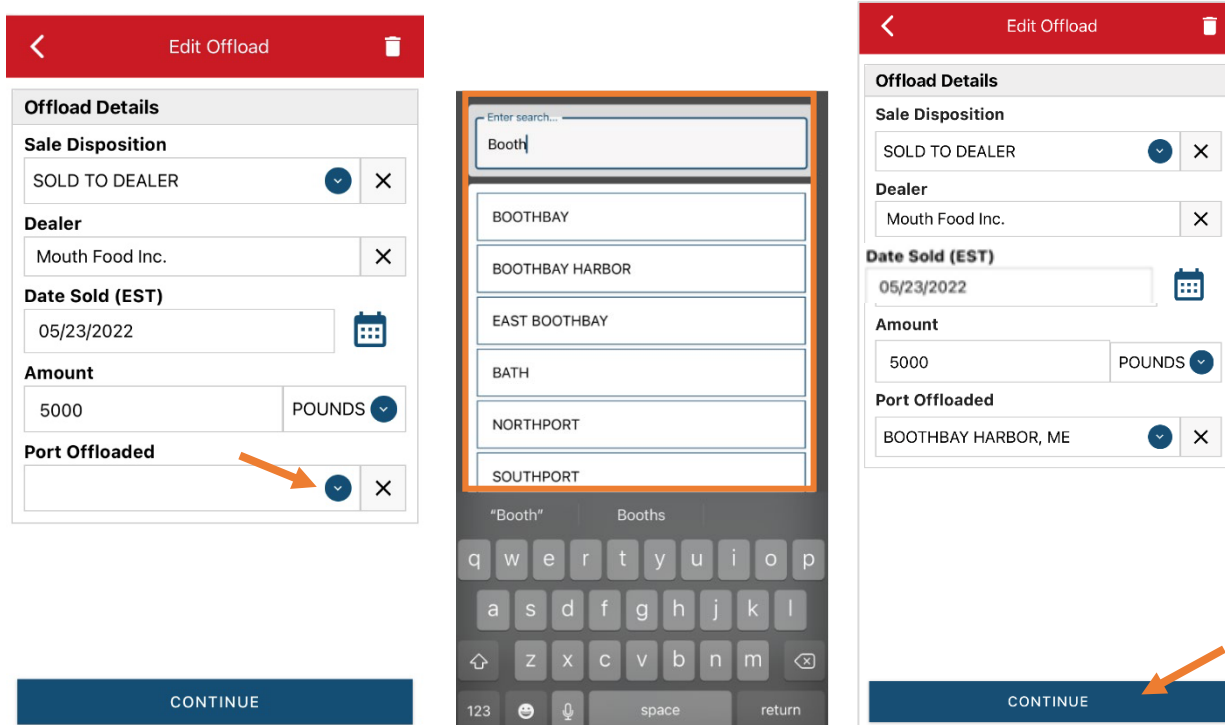 Edit Offload
Offload Details
Sale Disposition
SOLD TO DEALER
Dealer
Mouth Food Inc.
Date Sold (EST)
05/23/2022
Amount
5000 POUNDS
Port Offloaded
CONTINUE
Enter search...
Booth
BOOTHBAY
BOOTHBAY HARBOR
EAST BOOTHBAY
BATH
NORTHPORT
SOUTHPORT
"Booth" Booths
q w e r t y u i o p
a s d f g h j k l
z x c v b n m
123 space return
Edit Offload
Offload Details
Sale Disposition
SOLD TO DEALER
Dealer
Mouth Food Inc.
Date Sold (EST)
05/23/2022
Amount
5000 POUNDS
Port Offloaded
BOOTHBAY HARBOR, ME
CONTINUE